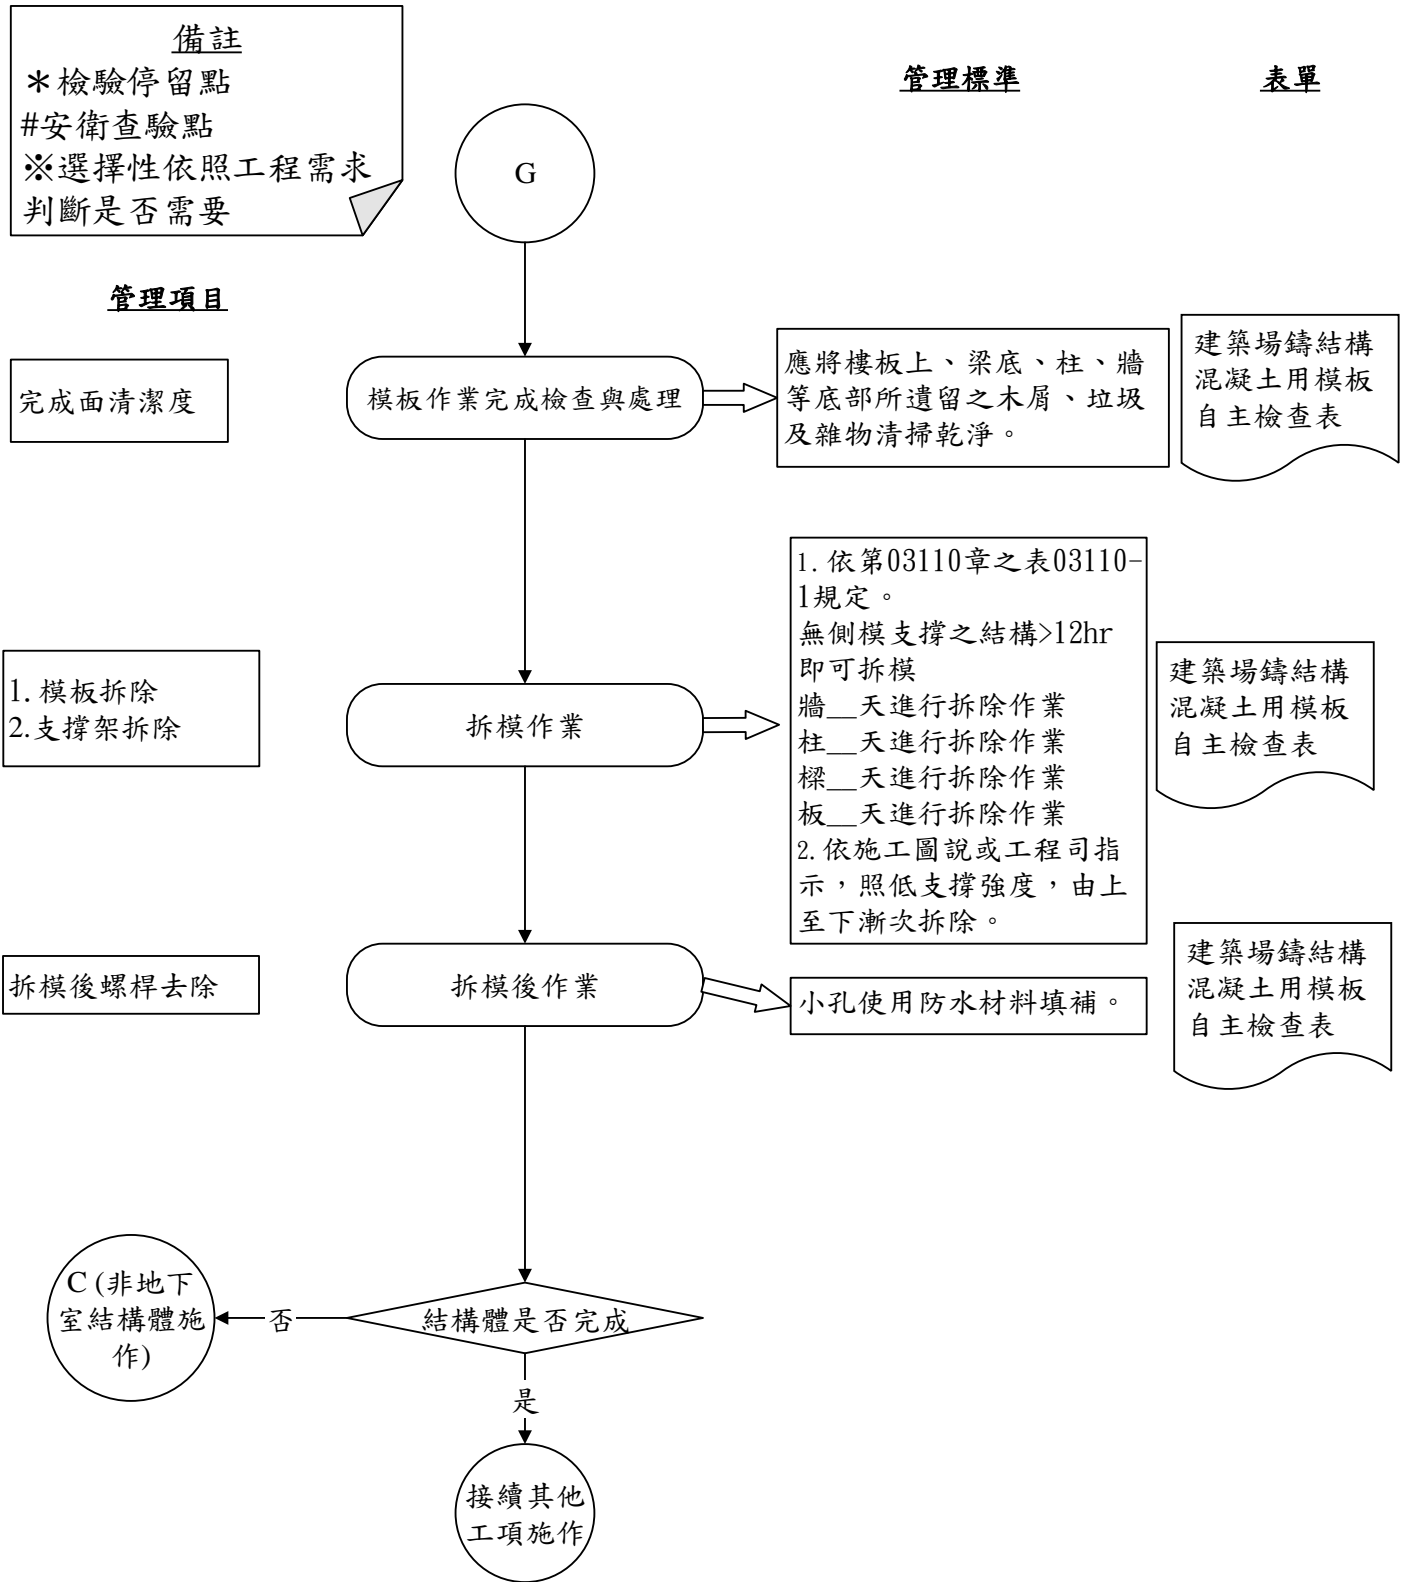 備註
＊檢驗停留點
#安衛查驗點
※選擇性依照工程需求
判斷是否需要
管理標準
表單
G
管理項目
完成面清潔度
模板作業完成檢查與處理
應將樓板上、梁底、柱、牆
等底部所遺留之木屑、垃圾
及雜物清掃乾淨。
建築場鑄結構
混凝土用模板
自主檢查表
1. 模板拆除
2.支撐架拆除
拆模作業
1. 依第03110章之表03110-
1規定。
無側模支撐之結構>12hr
即可拆模
牆__天進行拆除作業
柱__天進行拆除作業
樑__天進行拆除作業
板__天進行拆除作業
2. 依施工圖說或工程司指
示，照低支撐強度，由上
至下漸次拆除。
建築場鑄結構
混凝土用模板
自主檢查表
拆模後螺桿去除
拆模後作業
小孔使用防水材料填補。
建築場鑄結構
混凝土用模板
自主檢查表
C (非地下
室結構體施
作)
否
結構體是否完成
是
接續其他
工項施作